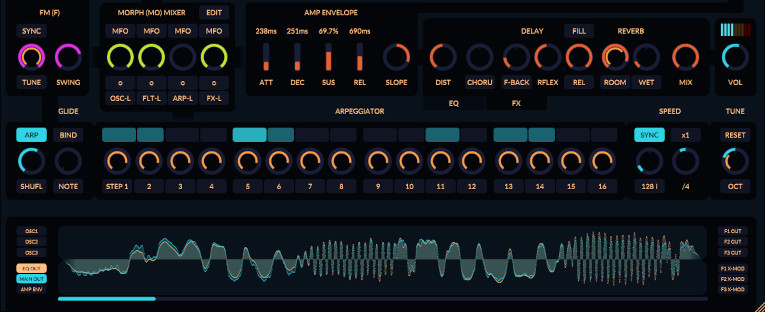 FM (F)
MORPH (MO) MIXER
EDIT
AMP ENVELOPE
SYNC
MFO
MFO
MFO
MFO
238ms
251ms
69.7%
690ms
DELAY
FILL
REVERB
TUNE
SWING
OSC-L
FLT-L
ARP-L
FX-L
ATT
DEC
SUS
REL
SLOPE
DIST
CHORU
F-BACK
RFLEX
REL
ROOM
WET
MIX
VOL
EQ
FX
GLIDE
ARPEGGIATOR
SPEED
TUNE
ARP
BIND
SYNC
x1
RESET
SHUFL
NOTE
STEP 1
2
3
4
5
6
7
8
9
10
11
12
13
14
15
16
128 |
/4
OCT
OSC1
OSC2
OSC3
EQ OUT
MAIN OUT
AMP ENV
F1 OUT
F2 OUT
F3 OUT
F1 X-MOD
F2 X-MOD
F3 X-MOD